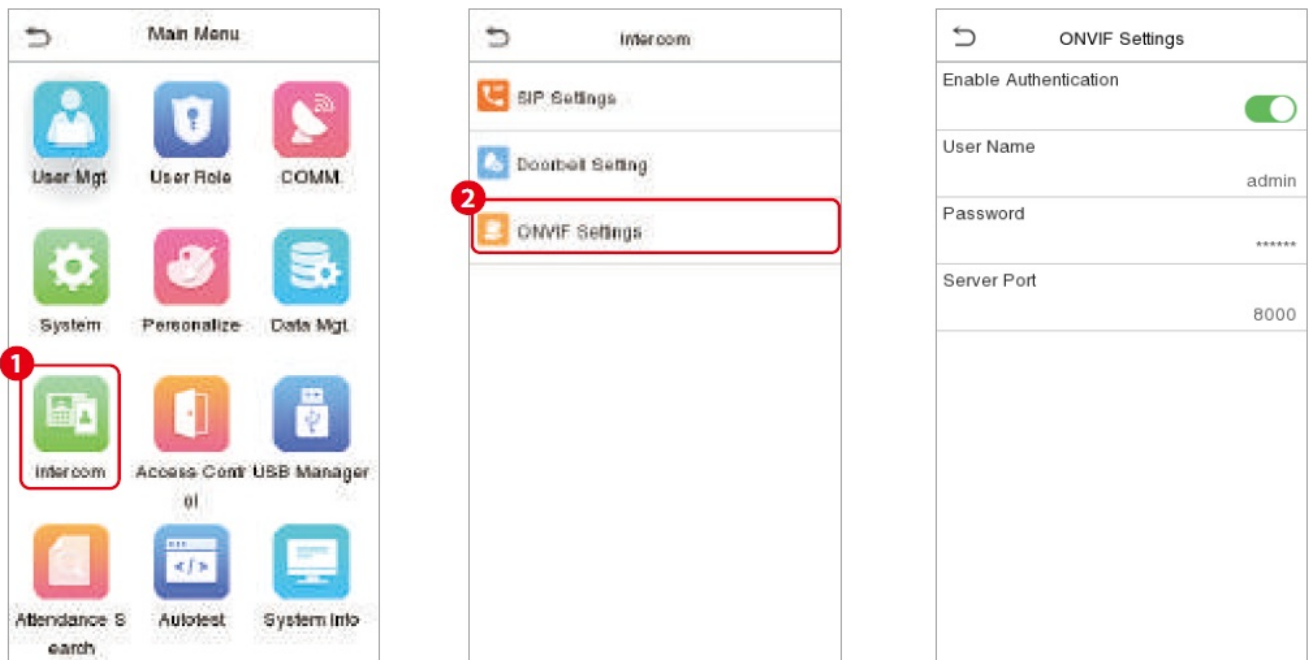 Main Menu
User Mgt
User Role
COMM.
System
Personalize
Data Mgt.
1
Intercom
Access Contr
ol
USB Manager
Attendance S
earch
Autotest
System Info
Intercom
SIP Settings
Doorbell Setting
2
ONVIF Settings
ONVIF Settings
Enable Authentication
User Name
admin
Password
******
Server Port
8000